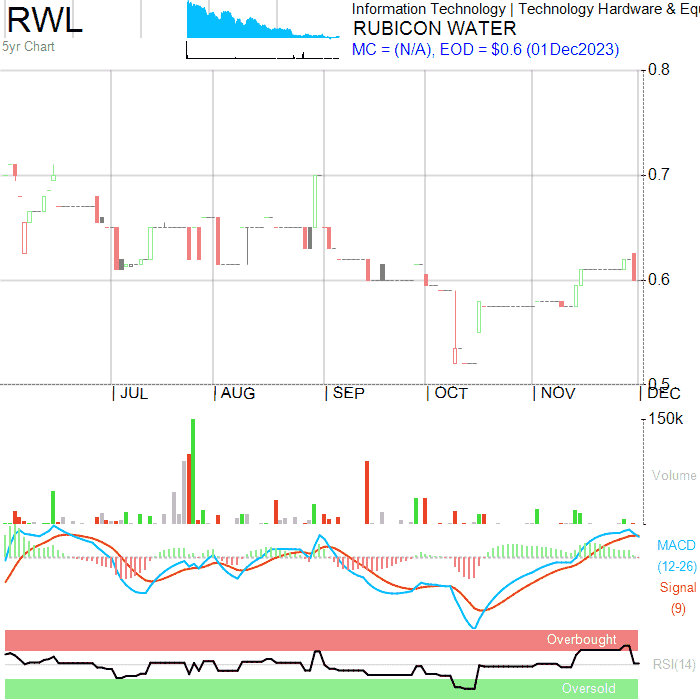 RWL
5yr Chart
Information Technology | Technology Hardware & Equ
RUBICON WATER
MC = (N/A), EOD = $0.6 (01Dec2023)
0.8
0.7
0.6
0.5
| JUL | AUG | SEP | OCT | NOV | DEC
150k
Volume
MACD
(12-26)
Signal
(9)
Overbought
RSI(14)
Oversold